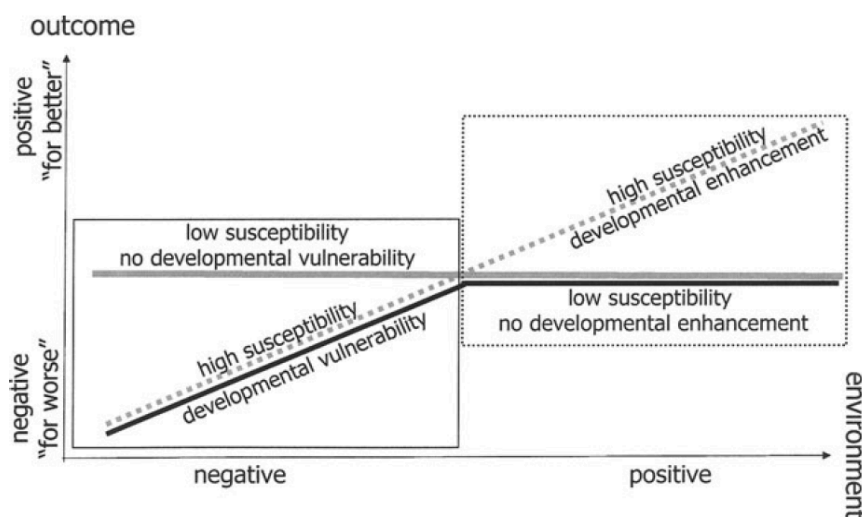 outcome
positive
"for better"
high susceptibility
developmental enhancement
low susceptibility
no developmental vulnerability
low susceptibility
no developmental enhancement
high susceptibility
developmental vulnerability
negative
"for worse"
negative
positive
environment